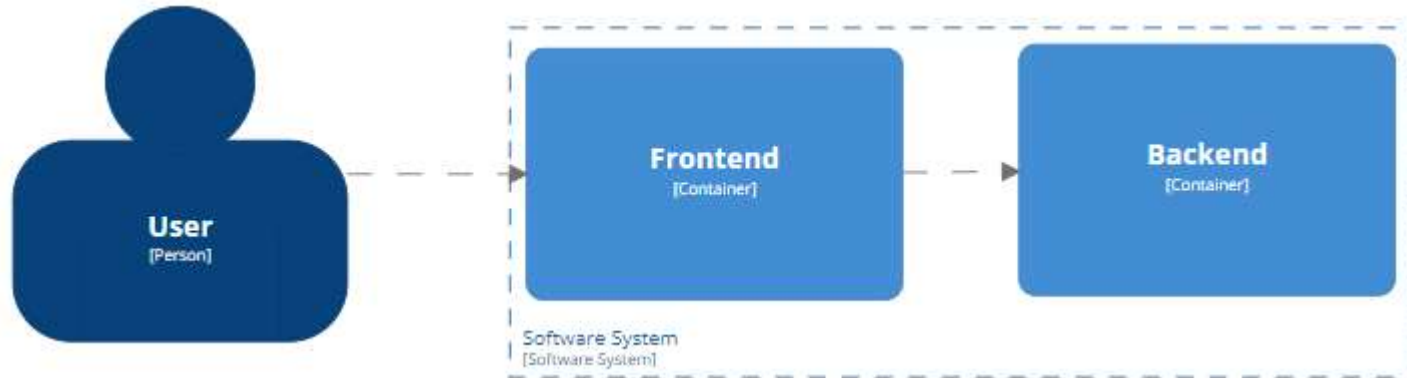 User
[Person]
Frontend
[Container]
Backend
[Container]
Software System
[Software System]